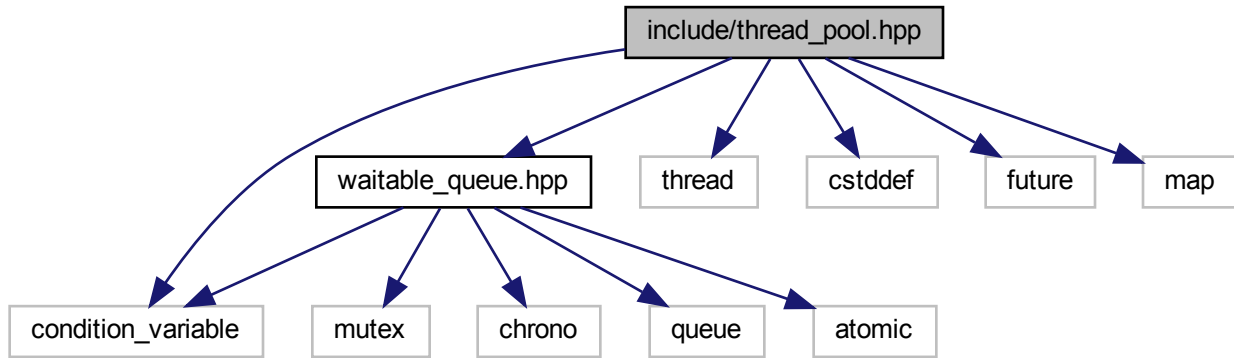 include/thread_pool.hpp
waitable_queue.hpp
thread
cstddef
future
map
condition_variable
mutex
chrono
queue
atomic